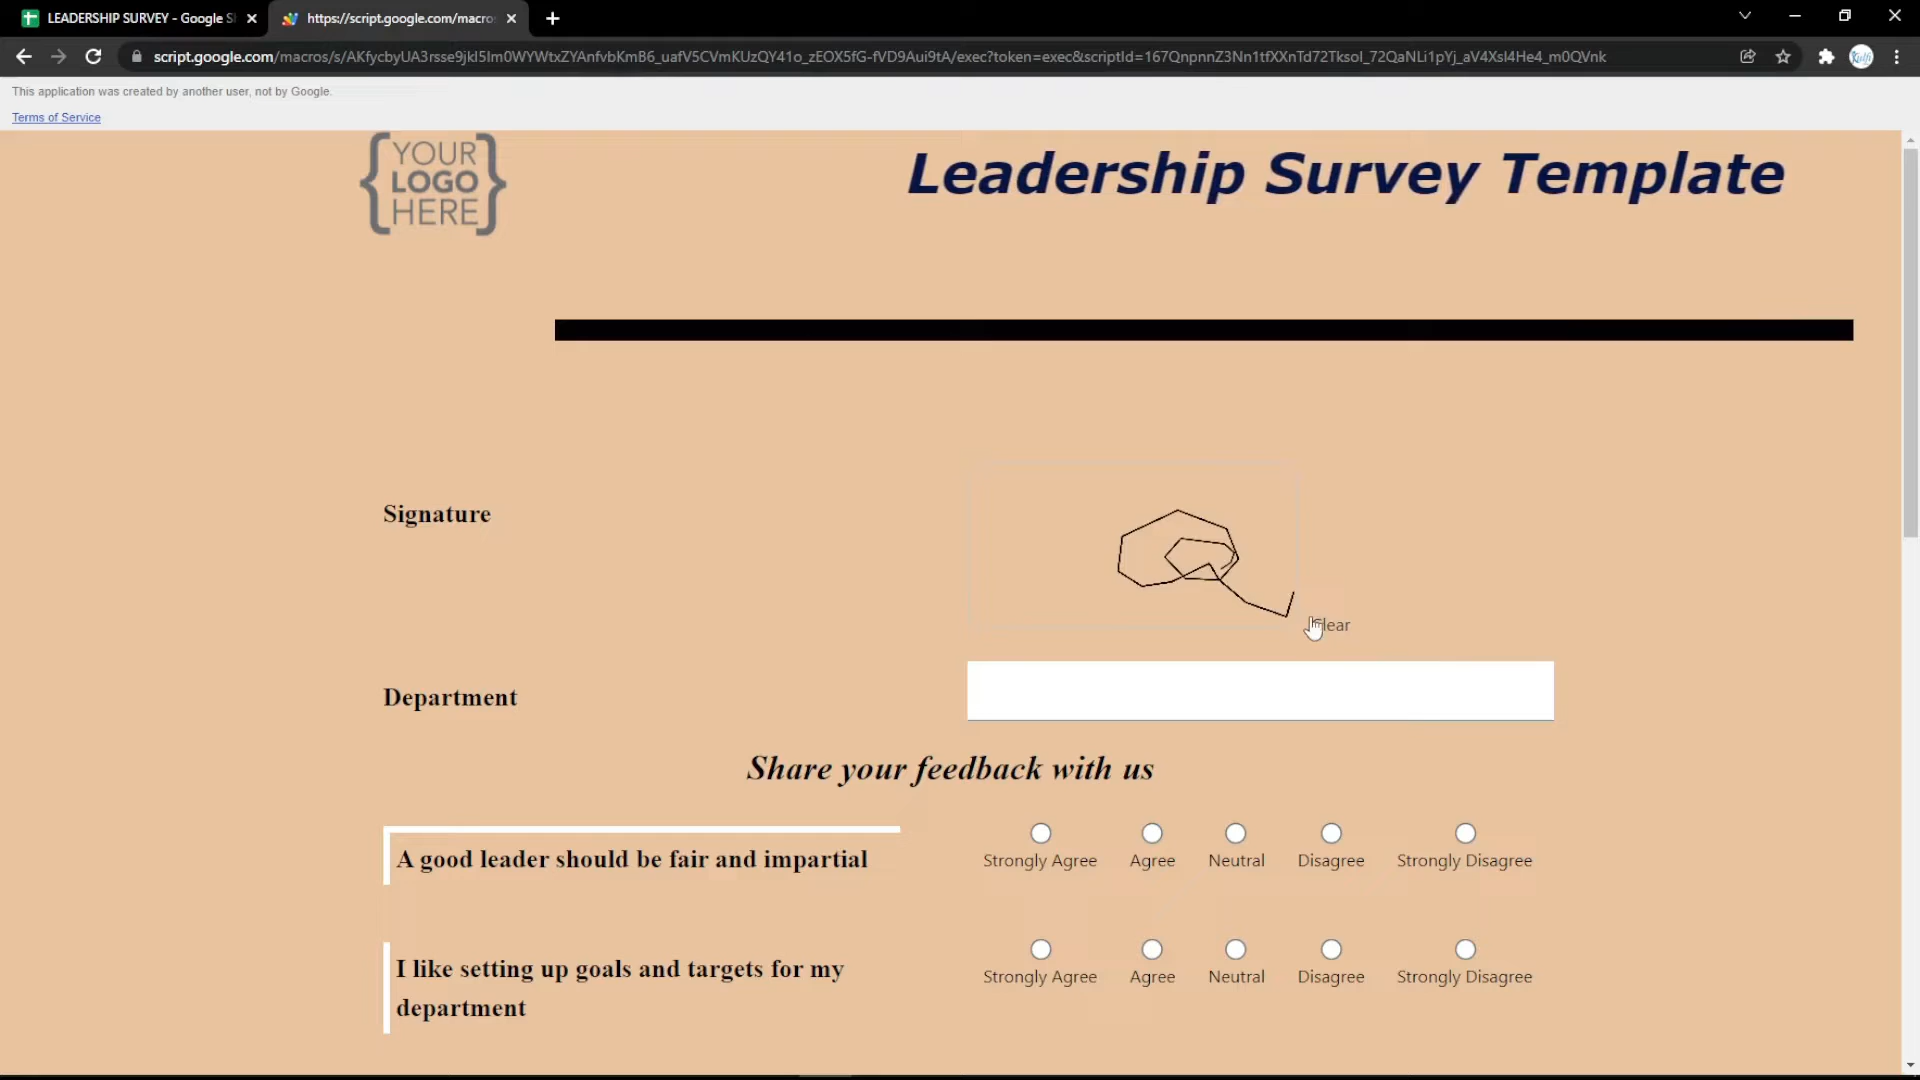 LEADERSHIP SURVEY - Google S
https://script.google.com/macro
script.google.com/macros/s/AKfycbyUA3rsse9jkI5Im0WYWtxZYAnfvbKmB6_uafV5CVmKUzQY41o_zEOX5fG-fVD9Aui9tA/exec?token=exec&scriptId=167QnpnnZ3Nn1tfXXnTd72Tksol_72QaNLi1pYj_aV4Xsl4He4_m0QVnk
This application was created by another user, not by Google.
Terms of Service
YOUR
LOGO
HERE
Leadership Survey Template
Signature
Clear
Department
Share your feedback with us
A good leader should be fair and impartial
Strongly Agree Agree Neutral Disagree Strongly Disagree
I like setting up goals and targets for my
department
Strongly Agree Agree Neutral Disagree Strongly Disagree